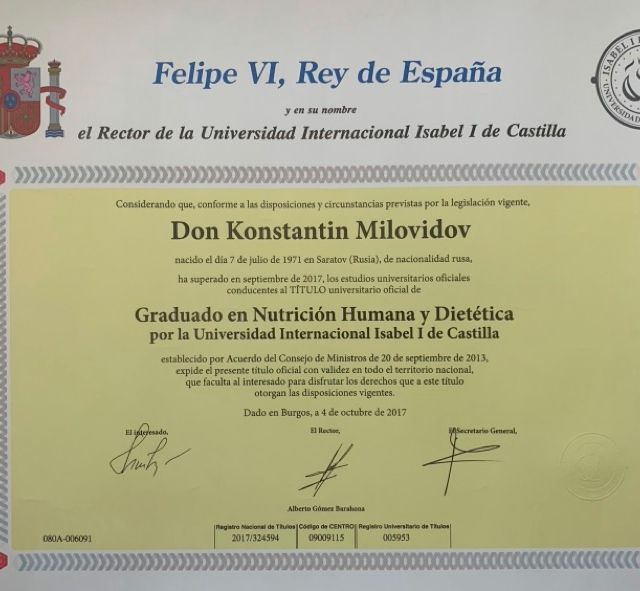 Felipe VI, Rey de España
y en su nombre
el Rector de la Universidad Internacional Isabel I de Castilla
ISABEL I
UNIVERSIDAD
Considerando que, conforme a las disposiciones y circunstancias previstas por la legislación vigente,
Don Konstantin Milovidov
nacido el día 7 de julio de 1971 en Saratov (Rusia), de nacionalidad rusa,
ha superado en septiembre de 2017, los estudios universitarios oficiales
conducentes al TÍTULO universitario oficial de
Graduado en Nutrición Humana y Dietética
por la Universidad Internacional Isabel I de Castilla
establecido por Acuerdo del Consejo de Ministros de 20 de septiembre de 2013,
expide el presente título oficial con validez en todo el territorio nacional,
que faculta al interesado para disfrutar los derechos que a este título
otorgan las disposiciones vigentes.
Dado en Burgos, a 4 de octubre de 2017
El interesado, El Rector, El Secretario General,
Alberto Gómez Barahona
Registro Nacional de Títulos Código de CENTRO Registro Universitario de Títulos
080A-006091 2017/324594 09009115 005953